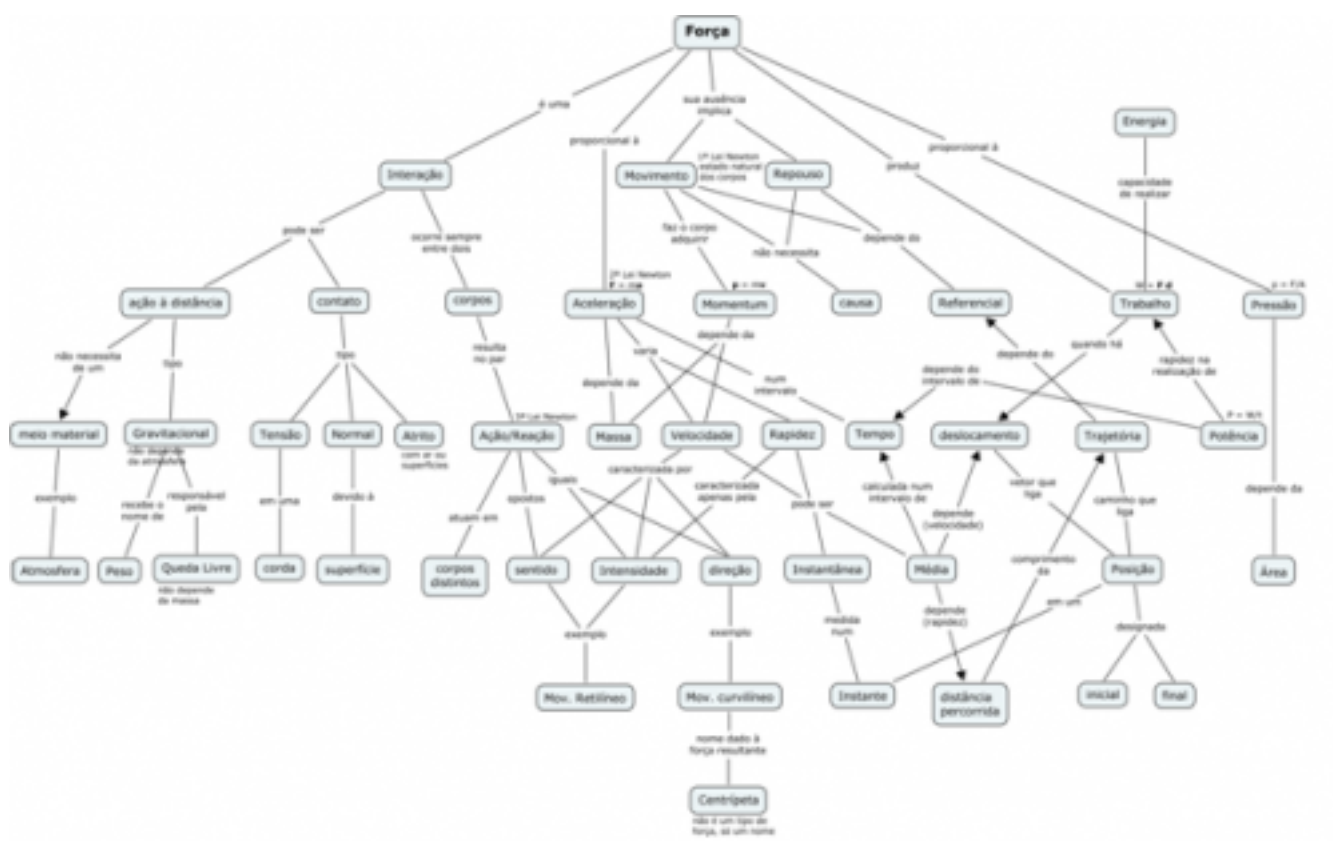 Força
é uma
sua ausência
implica
Energia
proporcional à
proporcional à
produz
1ª Lei Newton
estado natural
dos corpos
Interação
Movimento
Repouso
capacidade
de realizar
pode ser
ocorre sempre
entre dois
faz o corpo
adquirir
não necessita
depende do
2ª Lei Newton
F = ma
p = mv
W = F d
p = F/A
ação à distância
contato
corpos
Aceleração
Momentum
causa
Referencial
Trabalho
Pressão
não necessita
de um
tipo
tipo
resulta
no par
varia
depende da
depende do
quando há
rapidez na
realização de
depende da
num
intervalo
depende do
intervalo de
3ª Lei Newton
P = W/t
meio material
Gravitacional
Tensão
Normal
Atrito
Ação/Reação
Massa
Velocidade
Rapidez
Tempo
deslocamento
Trajetória
Potência
não depende
da atmosfera
com ar ou
superfícies
exemplo
recebe o
nome de
responsável
pela
em uma
devido à
atuam em
opostos
iguais
caracterizada por
caracterizada
apenas pela
pode ser
calculada num
intervalo de
depende
(velocidade)
vetor que
liga
caminho que
liga
depende da
Atmosfera
Peso
Queda Livre
corda
superfície
corpos
distintos
sentido
Intensidade
direção
Instantânea
Média
comprimento
da
Posição
Área
não depende
da massa
exemplo
exemplo
medida
num
depende
(rapidez)
em um
designada
Mov. Retilíneo
Mov. curvilíneo
Instante
distância
percorrida
inicial
final
nome dado à
força resultante
Centrípeta
não é um tipo de
força, só um nome